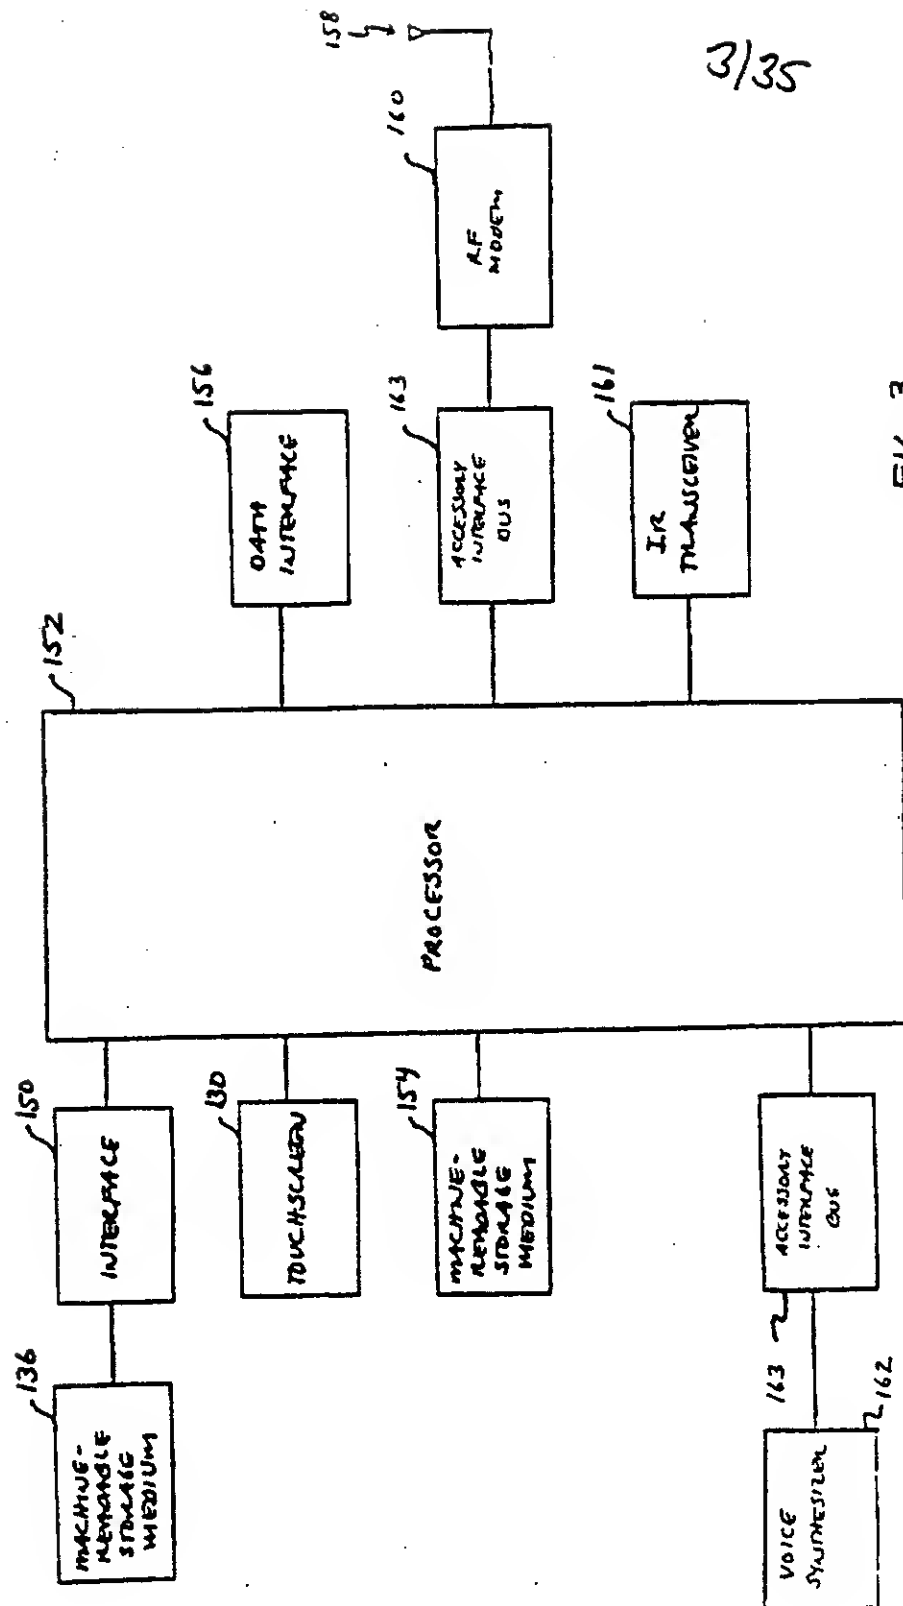 3/35
158
160
RF
MODEM
156
DATA
INTERFACE
163
ACCESSORY
INTERFACE
BUS
161
IR
TRANSCEIVER
152
PROCESSOR
150
INTERFACE
130
TOUCHSCREEN
154
MACHINE-
READABLE
STORAGE
MEDIUM
ACCESSORY
INTERFACE
BUS
163
136
MACHINE-
READABLE
STORAGE
MEDIUM
162
VOICE
SYNTHESIZER